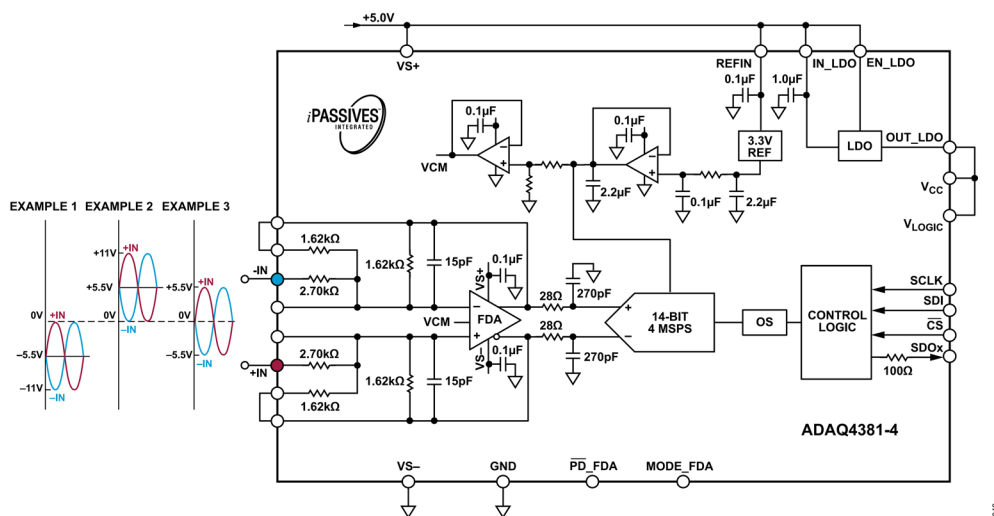 +5.0V
VS+
REFIN
IN_LDO
EN_LDO
iPASSIVES™
INTEGRATED
0.1µF
1.0µF
0.1µF
0.1µF
3.3V
REF
LDO
OUT_LDO
VCM
2.2µF
0.1µF
2.2µF
VCC
VLOGIC
EXAMPLE 1
EXAMPLE 2
EXAMPLE 3
+11V
+IN
+5.5V
0V
–IN
+5.5V
+IN
0V
–5.5V
–IN
0V
+IN
–5.5V
–11V
–IN
-IN
1.62kΩ
2.70kΩ
1.62kΩ
15pF
VS+
0.1µF
28Ω
270pF
VCM
FDA
28Ω
270pF
VS–
0.1µF
+IN
2.70kΩ
1.62kΩ
1.62kΩ
15pF
14-BIT
4 MSPS
OS
CONTROL
LOGIC
SCLK
SDI
CS
SDOx
100Ω
ADAQ4381-4
VS–
GND
PD_FDA
MODE_FDA